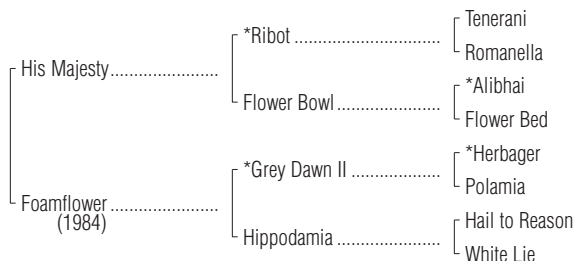 Tenerani
*Ribot ................................
Romanella
His Majesty........................
*Alibhai
Flower Bowl .......................
Flower Bed
*Herbager
*Grey Dawn II ....................
Polamia
Foamflower ........................
(1984)
Hail to Reason
Hippodamia .......................
White Lie